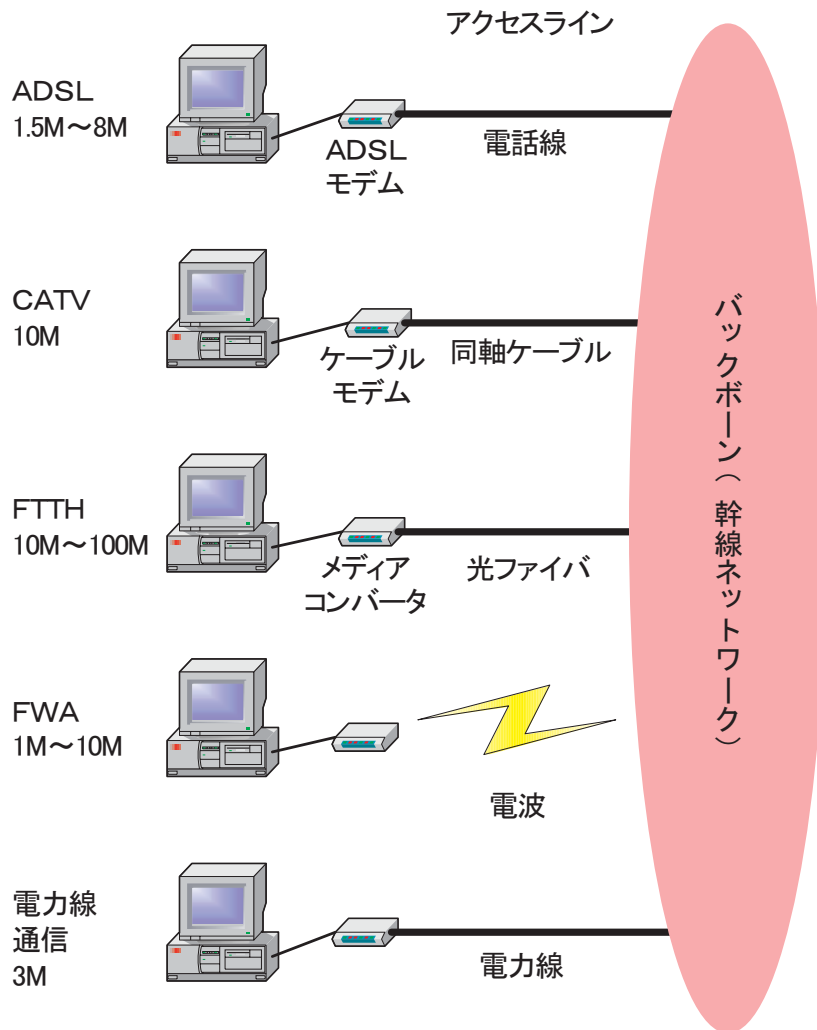 アクセスライン
ADSL
1.5M～8M
ADSL
モデム
電話線
CATV
10M
ケーブル
モデム
同軸ケーブル
FTTH
10M～100M
メディア
コンバータ
光ファイバ
FWA
1M～10M
電波
電力線
通信
3M
電力線
バックボーン（幹線ネットワーク）